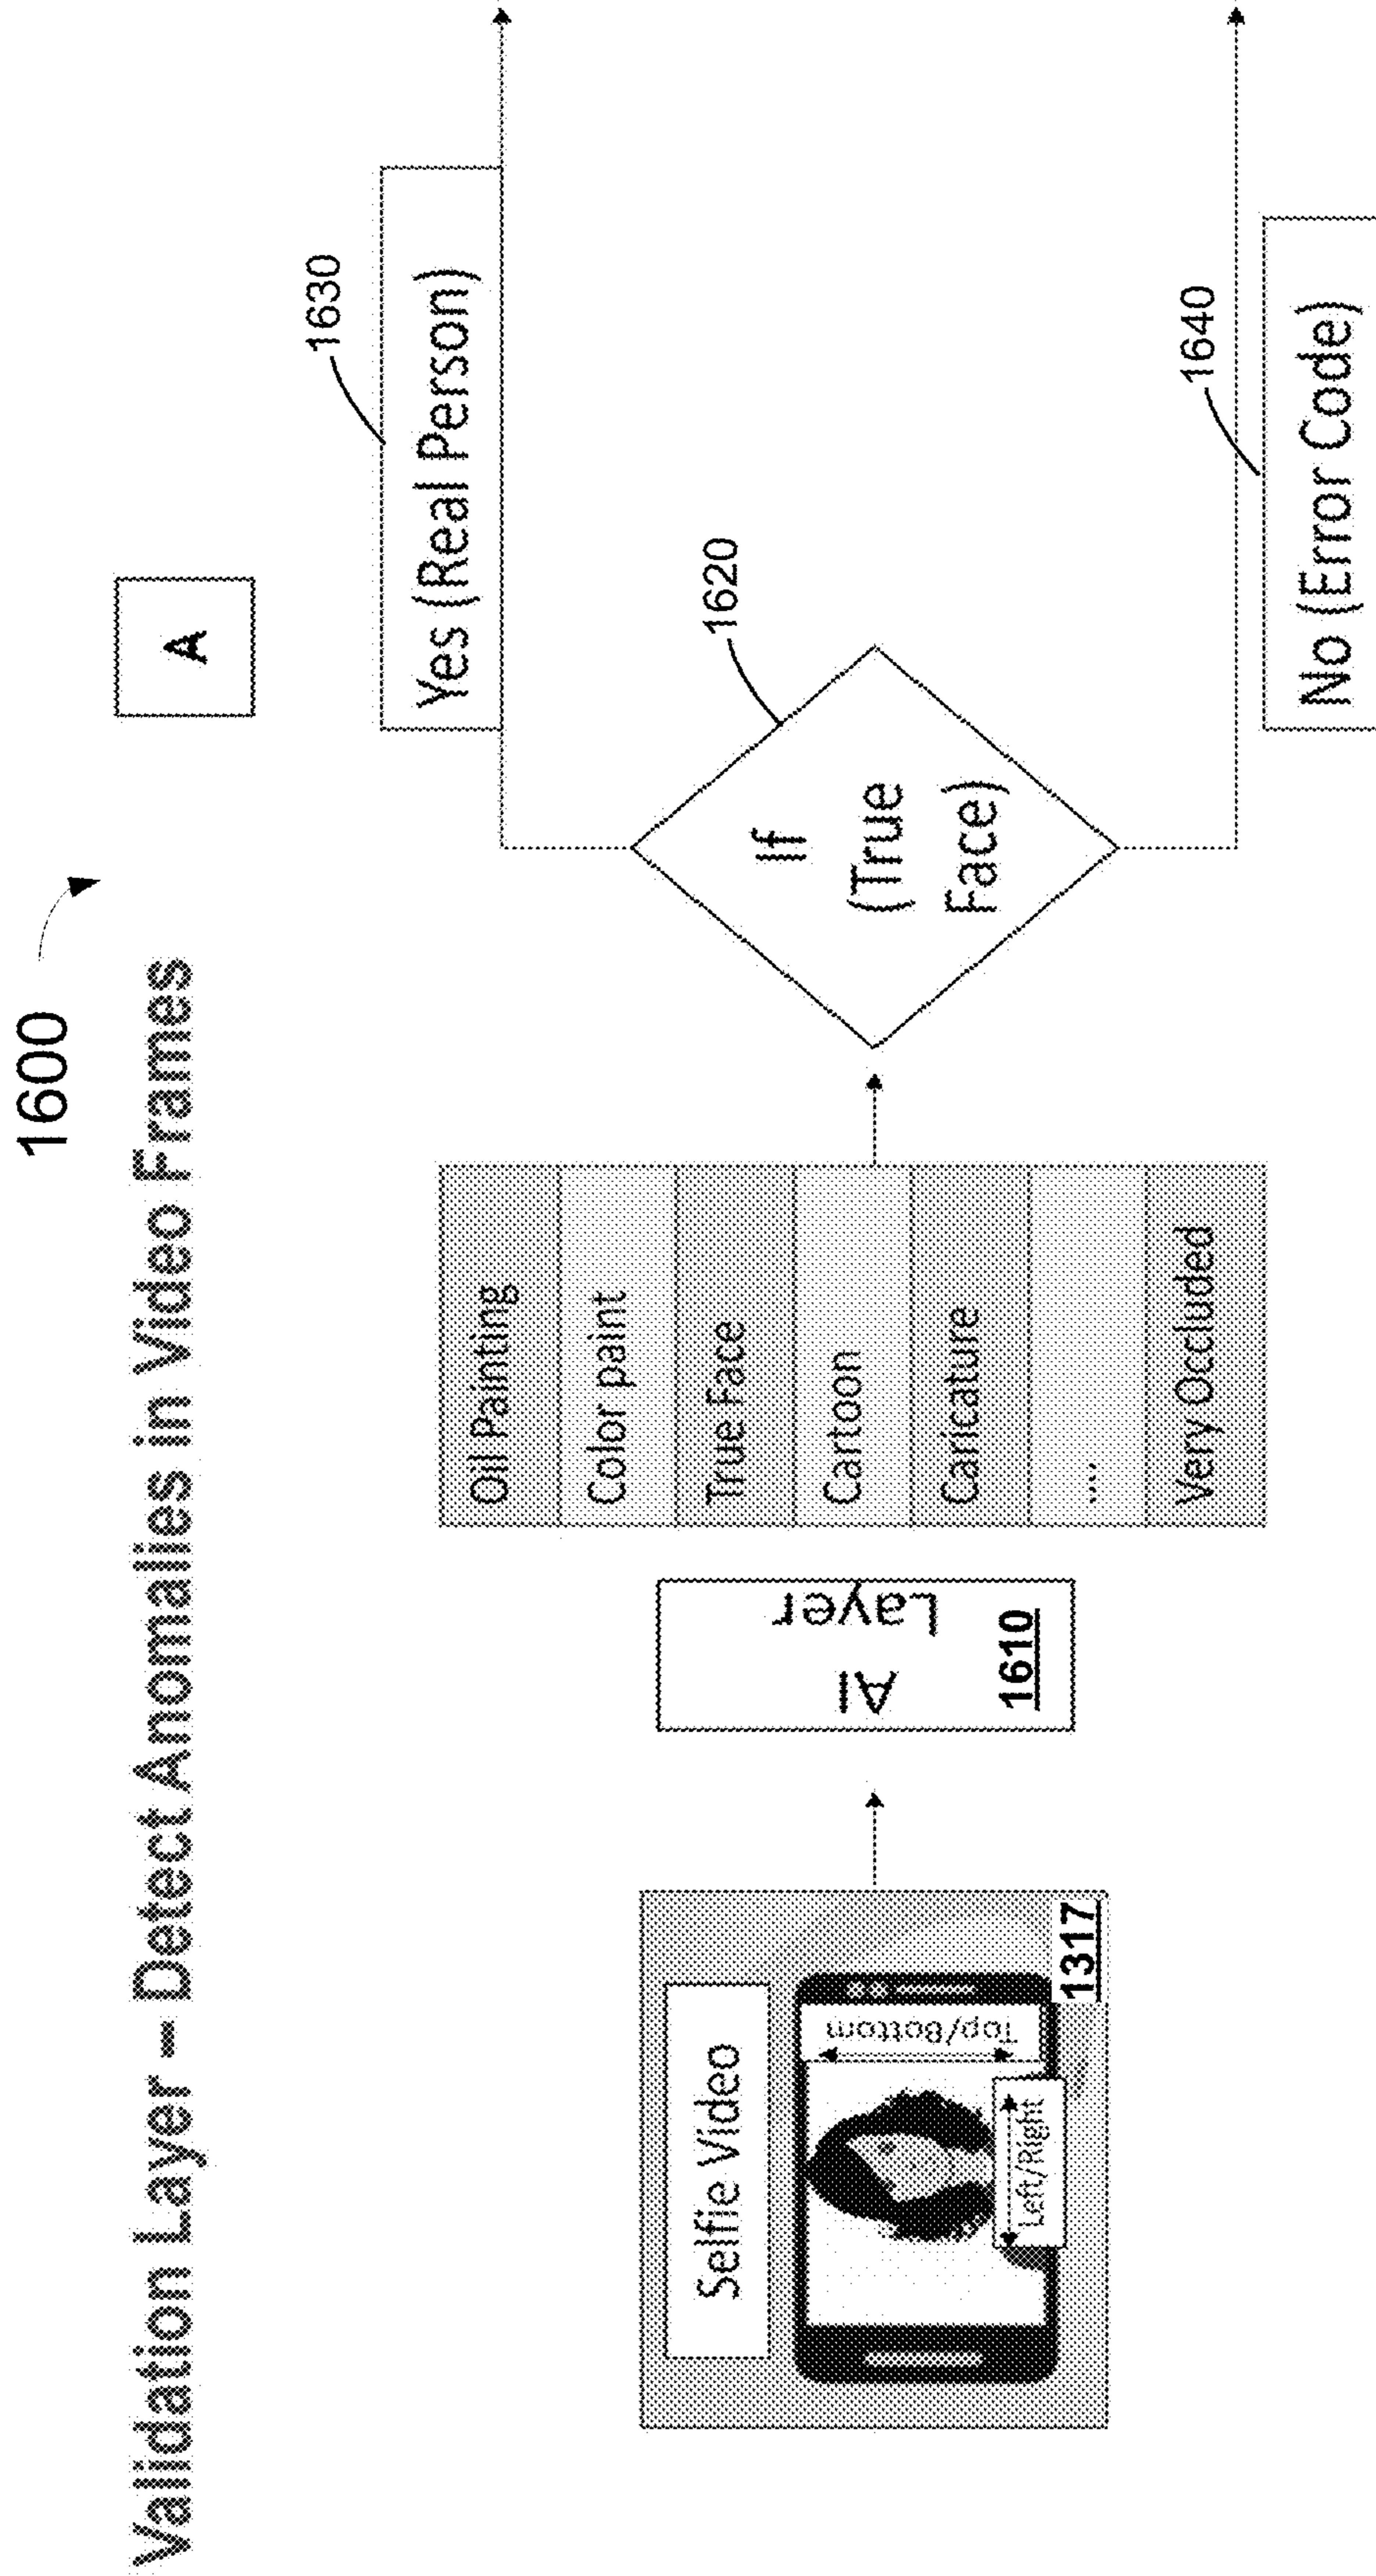 1600
Validation Layer – Detect Anomalies in Video Frames
A
Selfie Video
Top/Bottom
Left/Right
1317
AI
Layer
1610
Oil Painting
Color paint
True Face
Cartoon
Caricature
....
Very Occluded
If
(True
Face)
1620
Yes (Real Person)
1630
No (Error Code)
1640